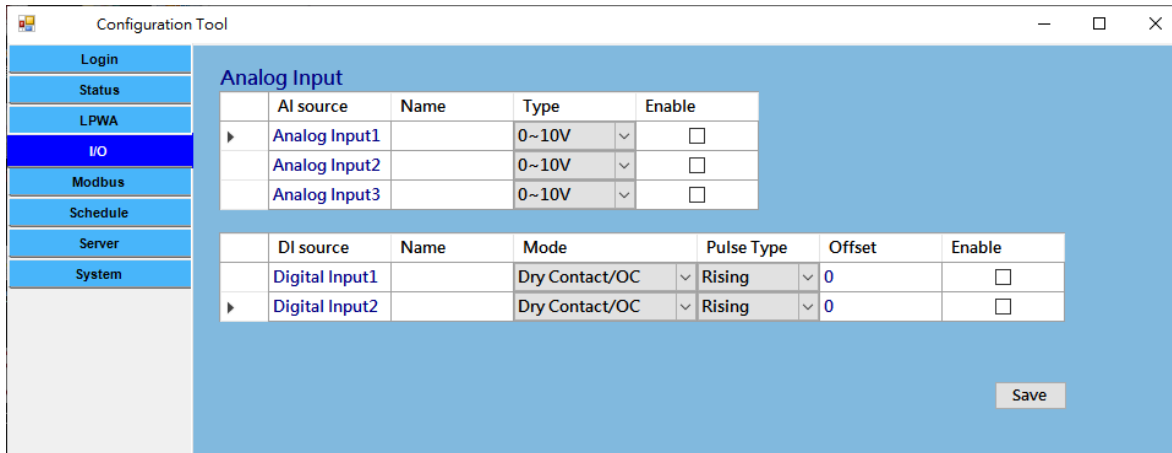 Configuration Tool
Login
Status
LPWA
I/O
Modbus
Schedule
Server
System
Analog Input
AI source Name Type Enable
Analog Input1 0~10V
Analog Input2 0~10V
Analog Input3 0~10V
DI source Name Mode Pulse Type Offset Enable
Digital Input1 Dry Contact/OC Rising 0
Digital Input2 Dry Contact/OC Rising 0
Save